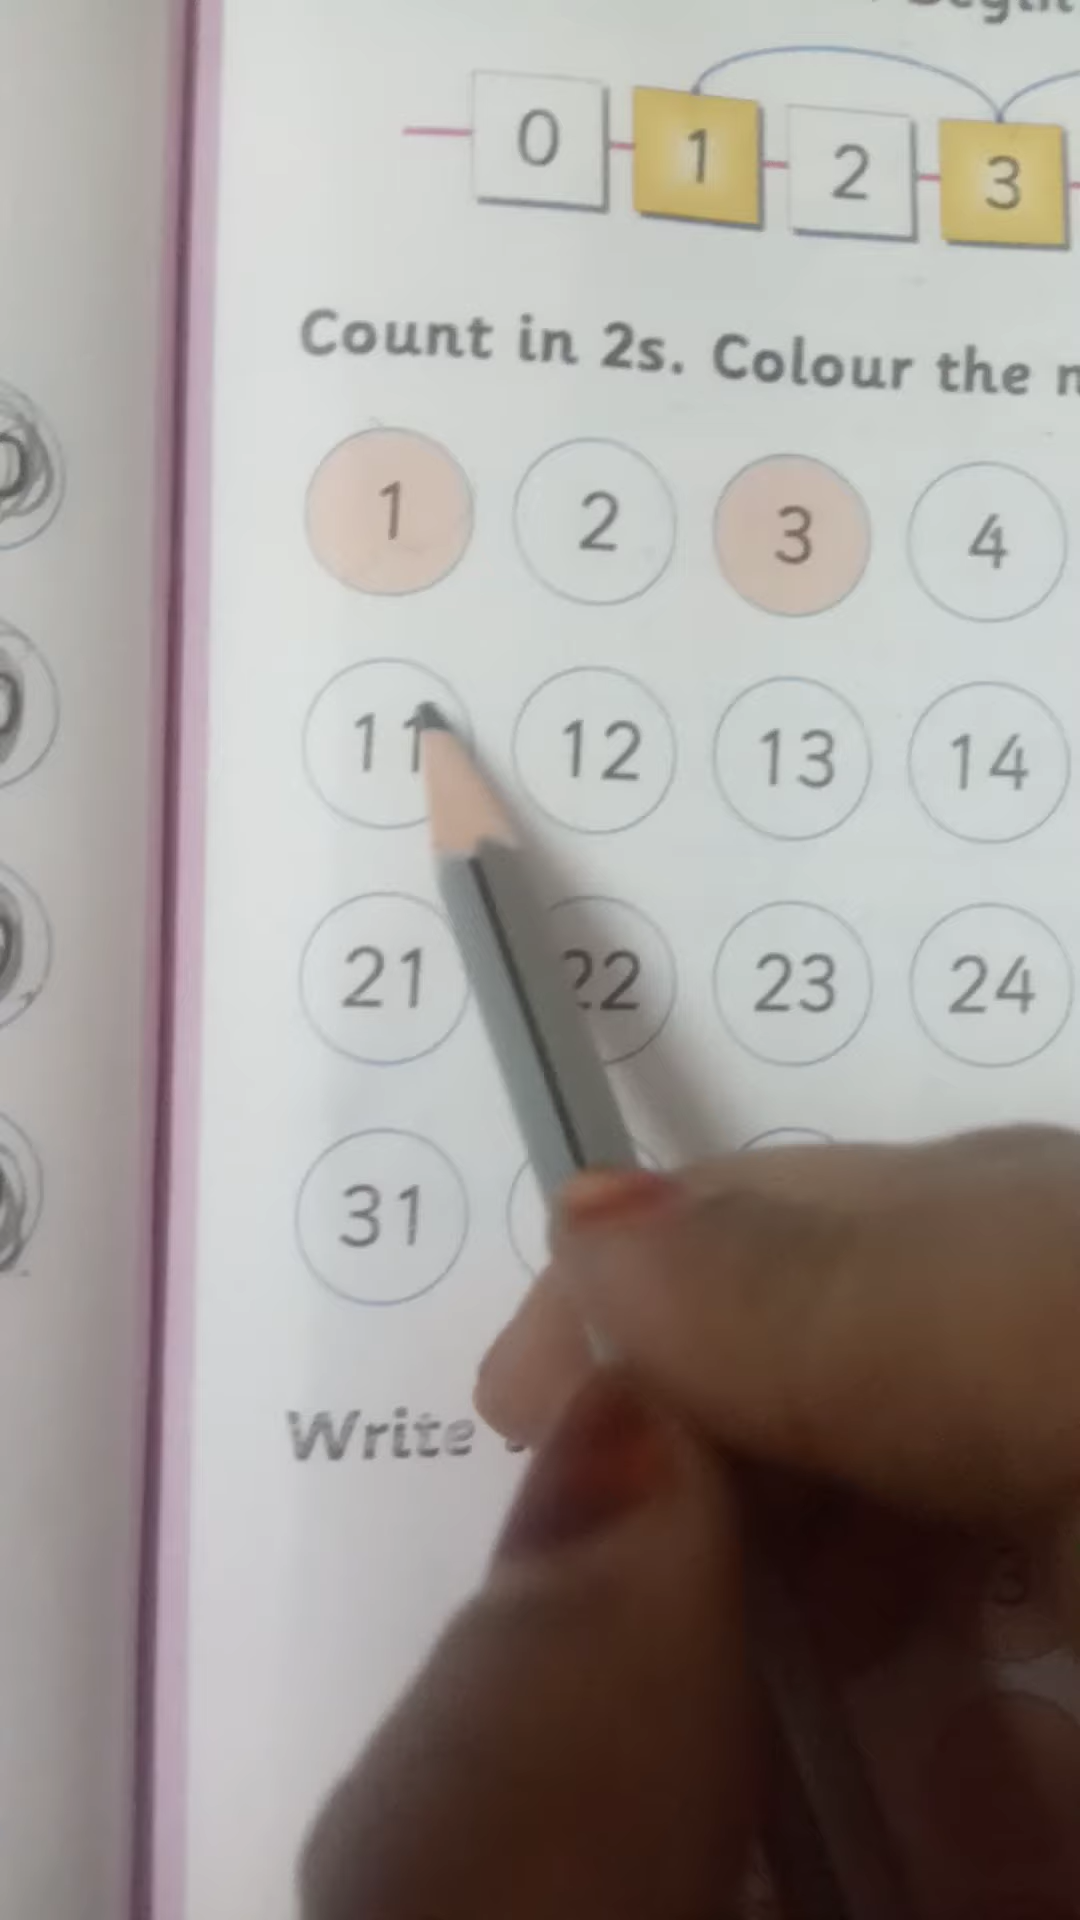 0 1 2 3
Count in 2s. Colour the
1 2 3 4
11 12 13 14
21 22 23 24
31
Write
3